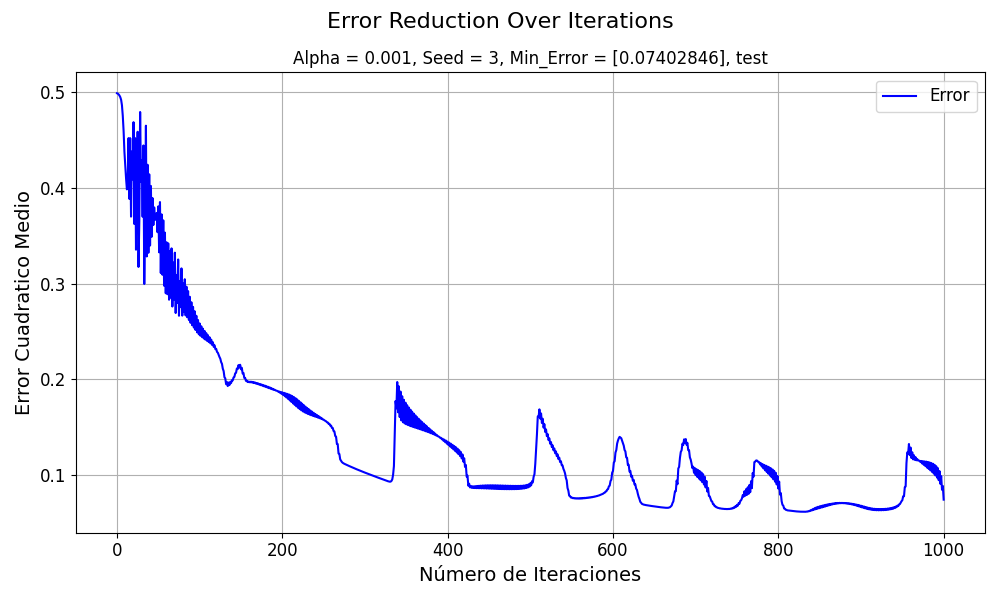 Error Reduction Over Iterations
Alpha = 0.001, Seed = 3, Min_Error = [0.07402846], test
Error
Error Cuadratico Medio
0.5
0.4
0.3
0.2
0.1
0 200 400 600 800 1000
Número de Iteraciones